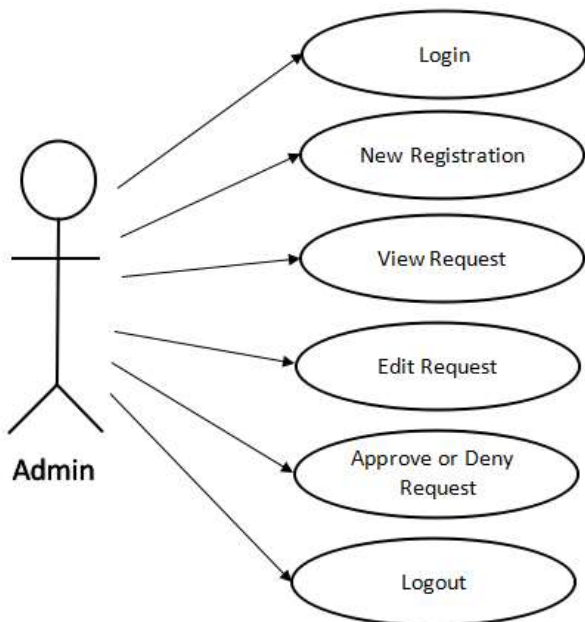 Login
New Registration
View Request
Edit Request
Admin
Approve or Deny
Request
Logout